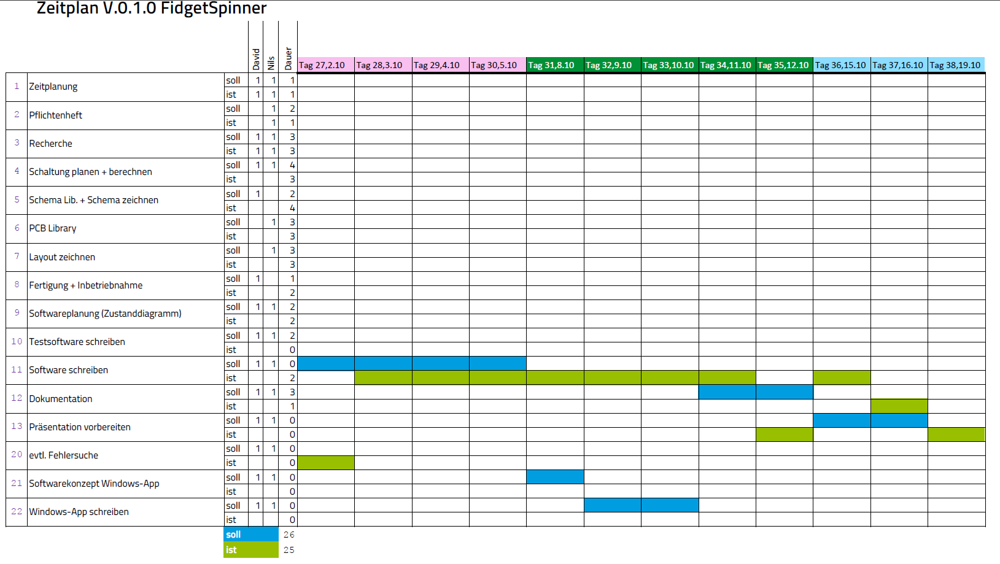 Zeitplan V.0.1.0 FidgetSpinner
David Nils Dauer Tag 27,2.10 Tag 28,3.10 Tag 29,4.10 Tag 30,5.10 Tag 31,8.10 Tag 32,9.10 Tag 33,10.10 Tag 34,11.10 Tag 35,12.10 Tag 36,15.10 Tag 37,16.10 Tag 38,19.10
1 Zeitplanung soll 1 1 1
ist 1 1 1
2 Pflichtenheft soll 1 2
ist 1 1
3 Recherche soll 1 1 3
ist 1 1 3
4 Schaltung planen + berechnen soll 1 1 4
ist 3
5 Schema Lib. + Schema zeichnen soll 1 2
ist 4
6 PCB Library soll 1 3
ist 3
7 Layout zeichnen soll 1 3
ist 3
8 Fertigung + Inbetriebnahme soll 1 1
ist 2
9 Softwareplanung (Zustanddiagramm) soll 1 1 2
ist 2
10 Testsoftware schreiben soll 1 1 2
ist 0
11 Software schreiben soll 1 1 0
ist 2
12 Dokumentation soll 1 1 3
ist 1
13 Präsentation vorbereiten soll 1 1 0
ist 0
20 evtl. Fehlersuche soll 1 1 0
ist 0
21 Softwarekonzept Windows-App soll 1 1 0
ist 0
22 Windows-App schreiben soll 1 1 0
ist 0
soll 26
ist 25